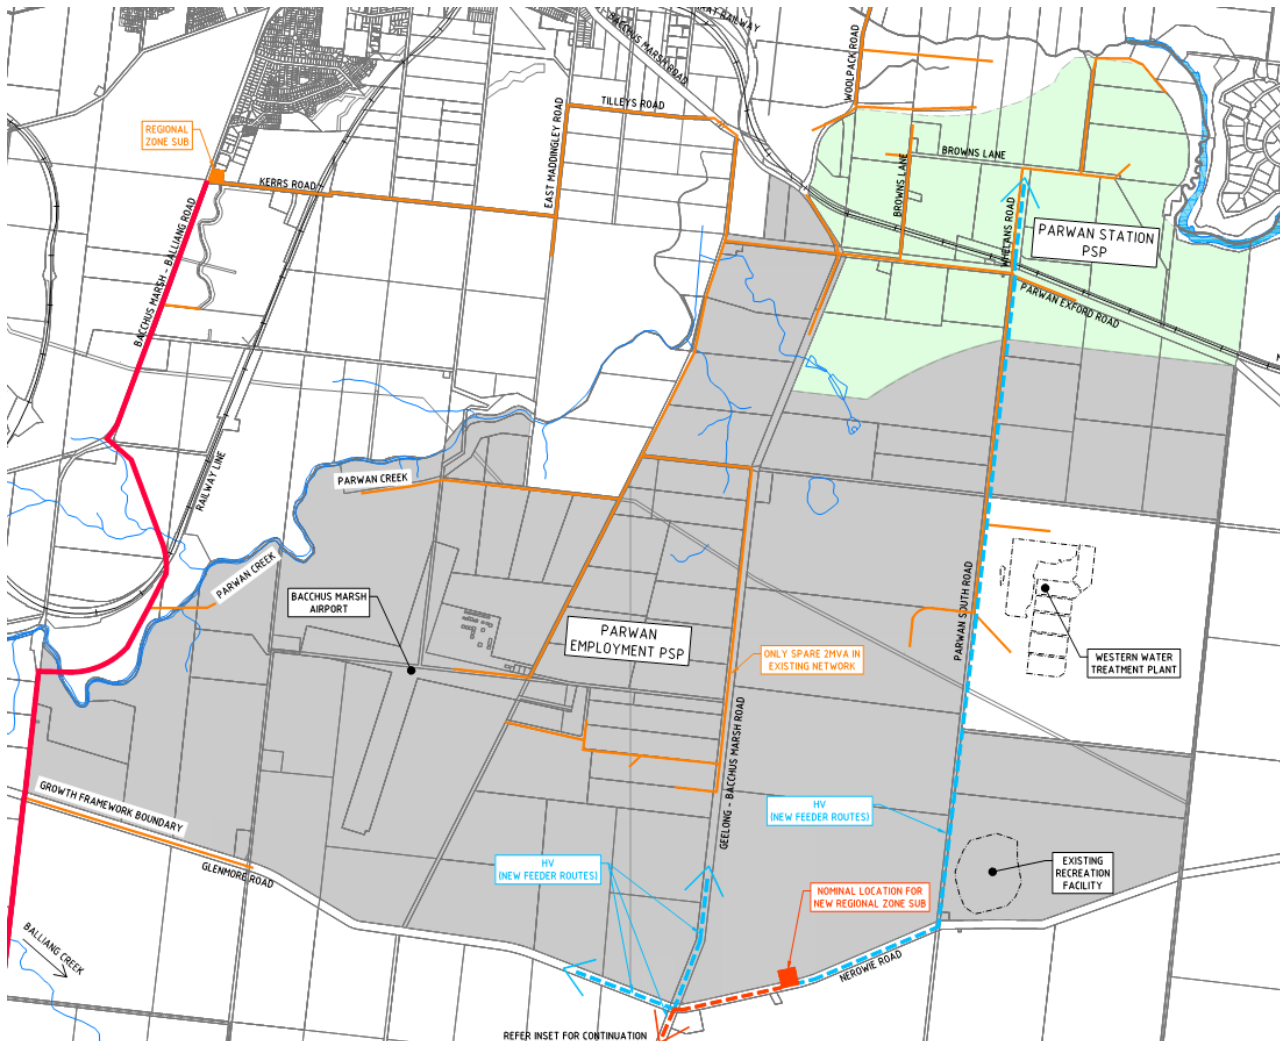 BACCHUS MARSH ROAD
WAY RAILWAY
WOOLPACK ROAD
TILLEYS ROAD
REGIONAL
ZONE SUB
EAST MADDINGLEY ROAD
KERRS ROAD
BROWNS LANE
BROWNS LANE
WHELANS ROAD
PARWAN STATION
PSP
PARWAN EXFORD ROAD
BACCHUS MARSH - BALLIANG ROAD
RAILWAY LINE
PARWAN CREEK
PARWAN CREEK
BACCHUS MARSH
AIRPORT
PARWAN
EMPLOYMENT PSP
ONLY SPARE 2MVA IN
EXISTING NETWORK
PARWAN SOUTH ROAD
WESTERN WATER
TREATMENT PLANT
GEELONG - BACCHUS MARSH ROAD
GROWTH FRAMEWORK BOUNDARY
GLENMORE ROAD
HV
(NEW FEEDER ROUTES)
HV
(NEW FEEDER ROUTES)
EXISTING
RECREATION
FACILITY
NOMINAL LOCATION FOR
NEW REGIONAL ZONE SUB
NEROWIE ROAD
BALLIANG CREEK
REFER INSET FOR CONTINUATION